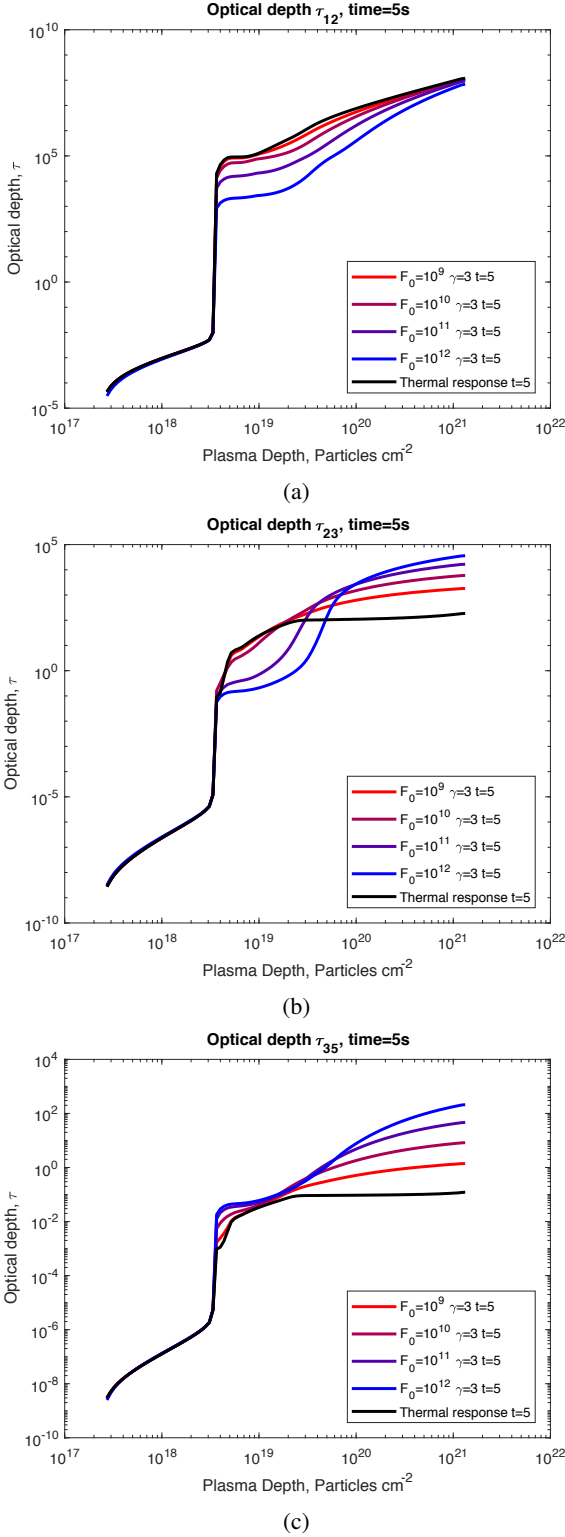 Optical depth τ12, time=5s
10^10
10^5
10^0
10^-5
Optical depth, τ
F0=10^9 γ=3 t=5
F0=10^10 γ=3 t=5
F0=10^11 γ=3 t=5
F0=10^12 γ=3 t=5
Thermal response t=5
10^17 10^18 10^19 10^20 10^21 10^22
Plasma Depth, Particles cm^-2
(a)
Optical depth τ23, time=5s
10^5
10^0
10^-5
10^-10
Optical depth, τ
F0=10^9 γ=3 t=5
F0=10^10 γ=3 t=5
F0=10^11 γ=3 t=5
F0=10^12 γ=3 t=5
Thermal response t=5
10^17 10^18 10^19 10^20 10^21 10^22
Plasma Depth, Particles cm^-2
(b)
Optical depth τ35, time=5s
10^4
10^2
10^0
10^-2
10^-4
10^-6
10^-8
10^-10
Optical depth, τ
F0=10^9 γ=3 t=5
F0=10^10 γ=3 t=5
F0=10^11 γ=3 t=5
F0=10^12 γ=3 t=5
Thermal response t=5
10^17 10^18 10^19 10^20 10^21 10^22
Plasma Depth, Particles cm^-2
(c)